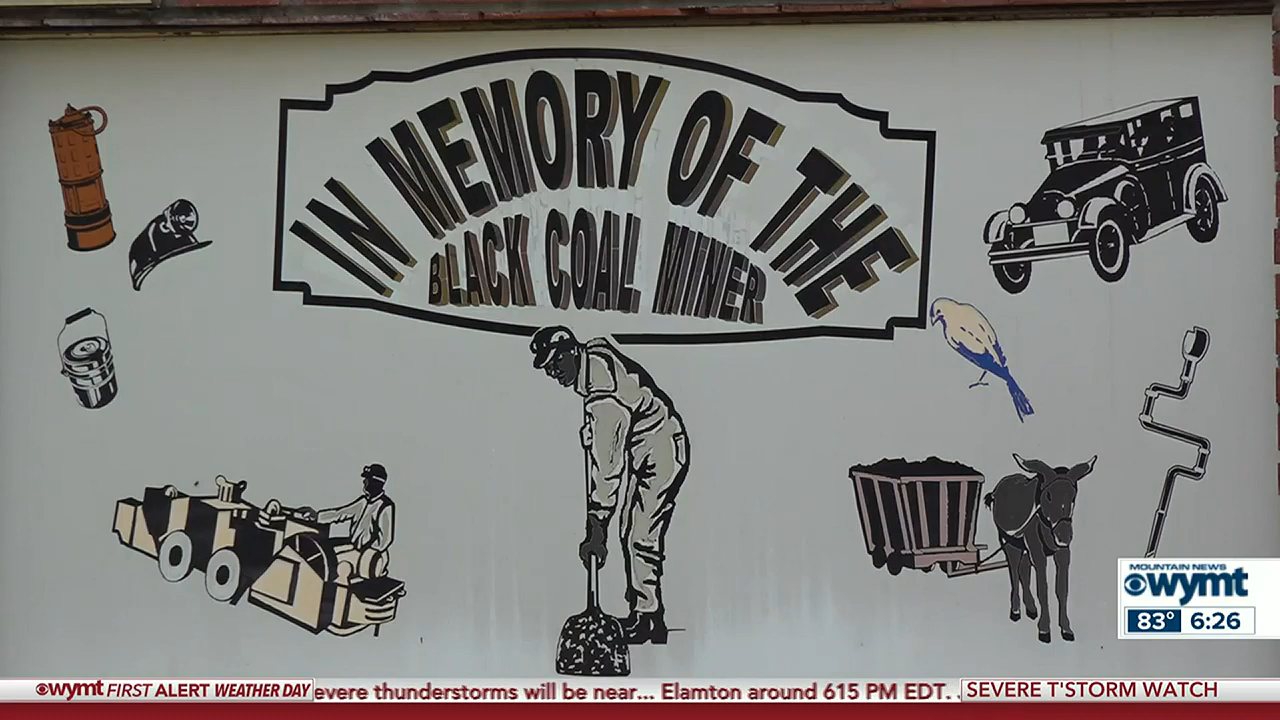 IN MEMORY OF THE
BLACK COAL MINER
MOUNTAIN NEWS
wymt
83° 6:26
wymt FIRST ALERT WEATHER DAY
evere thunderstorms will be near... Elamton around 615 PM EDT.
SEVERE T'STORM WATCH